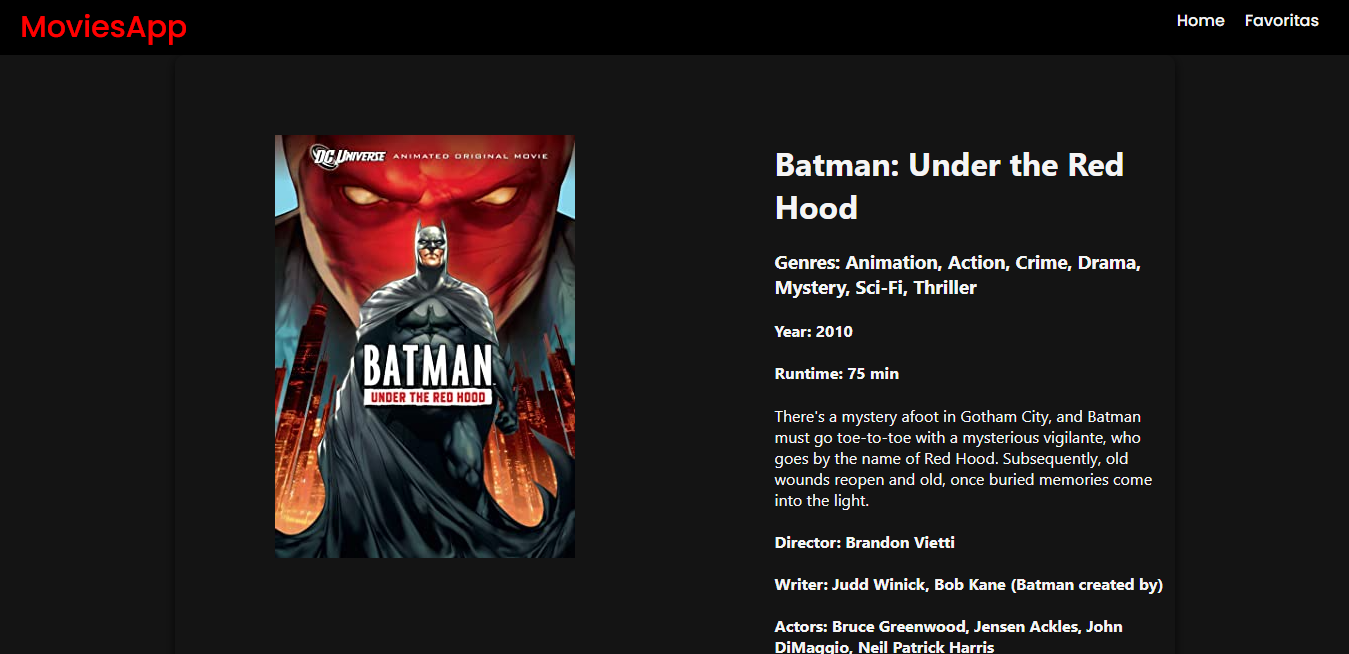 MoviesApp
Home Favoritas
DC UNIVERSE ANIMATED ORIGINAL MOVIE
BATMAN
UNDER THE RED HOOD
Batman: Under the Red
Hood
Genres: Animation, Action, Crime, Drama,
Mystery, Sci-Fi, Thriller
Year: 2010
Runtime: 75 min
There's a mystery afoot in Gotham City, and Batman
must go toe-to-toe with a mysterious vigilante, who
goes by the name of Red Hood. Subsequently, old
wounds reopen and old, once buried memories come
into the light.
Director: Brandon Vietti
Writer: Judd Winick, Bob Kane (Batman created by)
Actors: Bruce Greenwood, Jensen Ackles, John
DiMaggio, Neil Patrick Harris